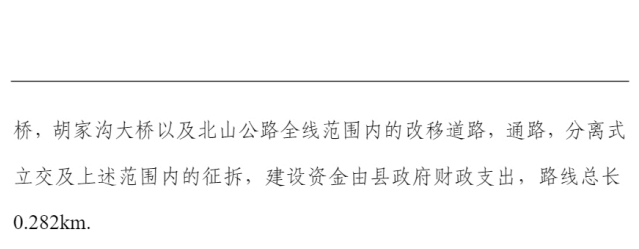 桥，胡家沟大桥以及北山公路全线范围内的改移道路，通路，分离式
立交及上述范围内的征拆，建设资金由县政府财政支出，路线总长
0.282km.